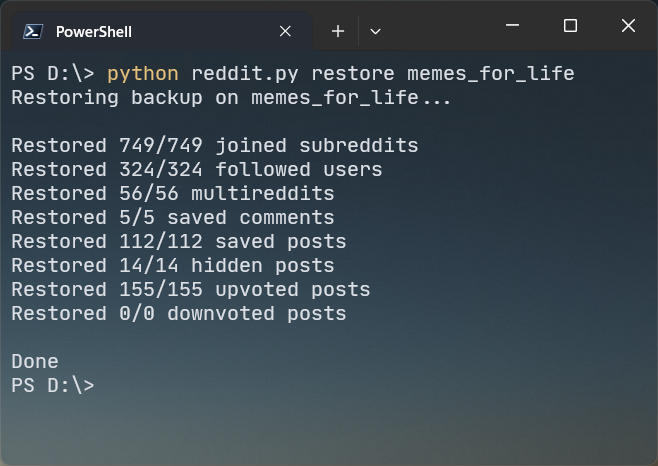 PowerShell
PS D:\> python reddit.py restore memes_for_life
Restoring backup on memes_for_life...
Restored 749/749 joined subreddits
Restored 324/324 followed users
Restored 56/56 multireddits
Restored 5/5 saved comments
Restored 112/112 saved posts
Restored 14/14 hidden posts
Restored 155/155 upvoted posts
Restored 0/0 downvoted posts
Done
PS D:\>